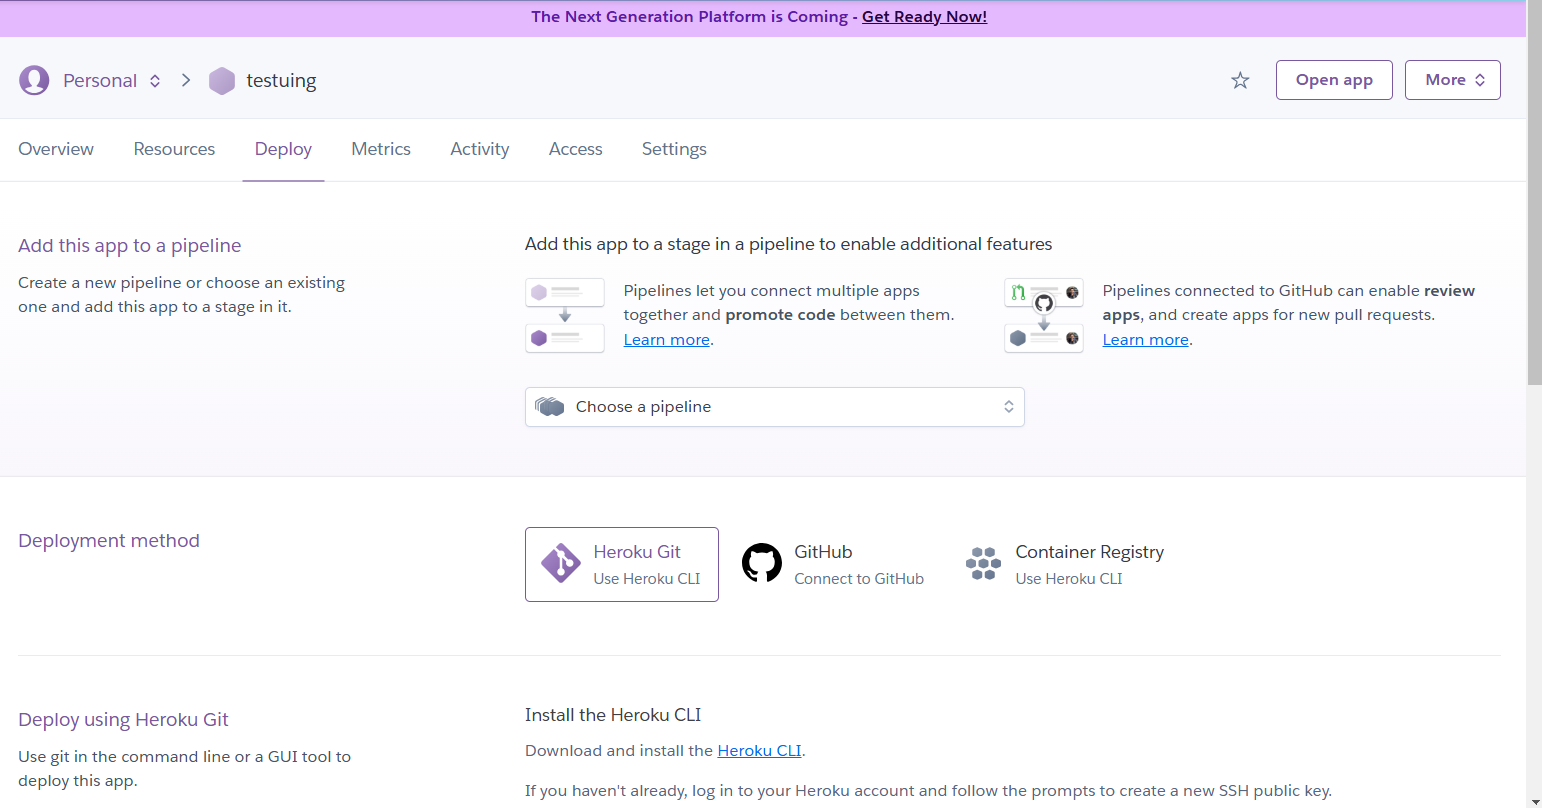 The Next Generation Platform is Coming - Get Ready Now!
Personal
testuing
Open app
More
Overview
Resources
Deploy
Metrics
Activity
Access
Settings
Add this app to a pipeline
Create a new pipeline or choose an existing
one and add this app to a stage in it.
Add this app to a stage in a pipeline to enable additional features
Pipelines let you connect multiple apps
together and promote code between them.
Learn more.
Pipelines connected to GitHub can enable review
apps, and create apps for new pull requests.
Learn more.
Choose a pipeline
Deployment method
Heroku Git
Use Heroku CLI
GitHub
Connect to GitHub
Container Registry
Use Heroku CLI
Deploy using Heroku Git
Use git in the command line or a GUI tool to
deploy this app.
Install the Heroku CLI
Download and install the Heroku CLI.
If you haven't already, log in to your Heroku account and follow the prompts to create a new SSH public key.